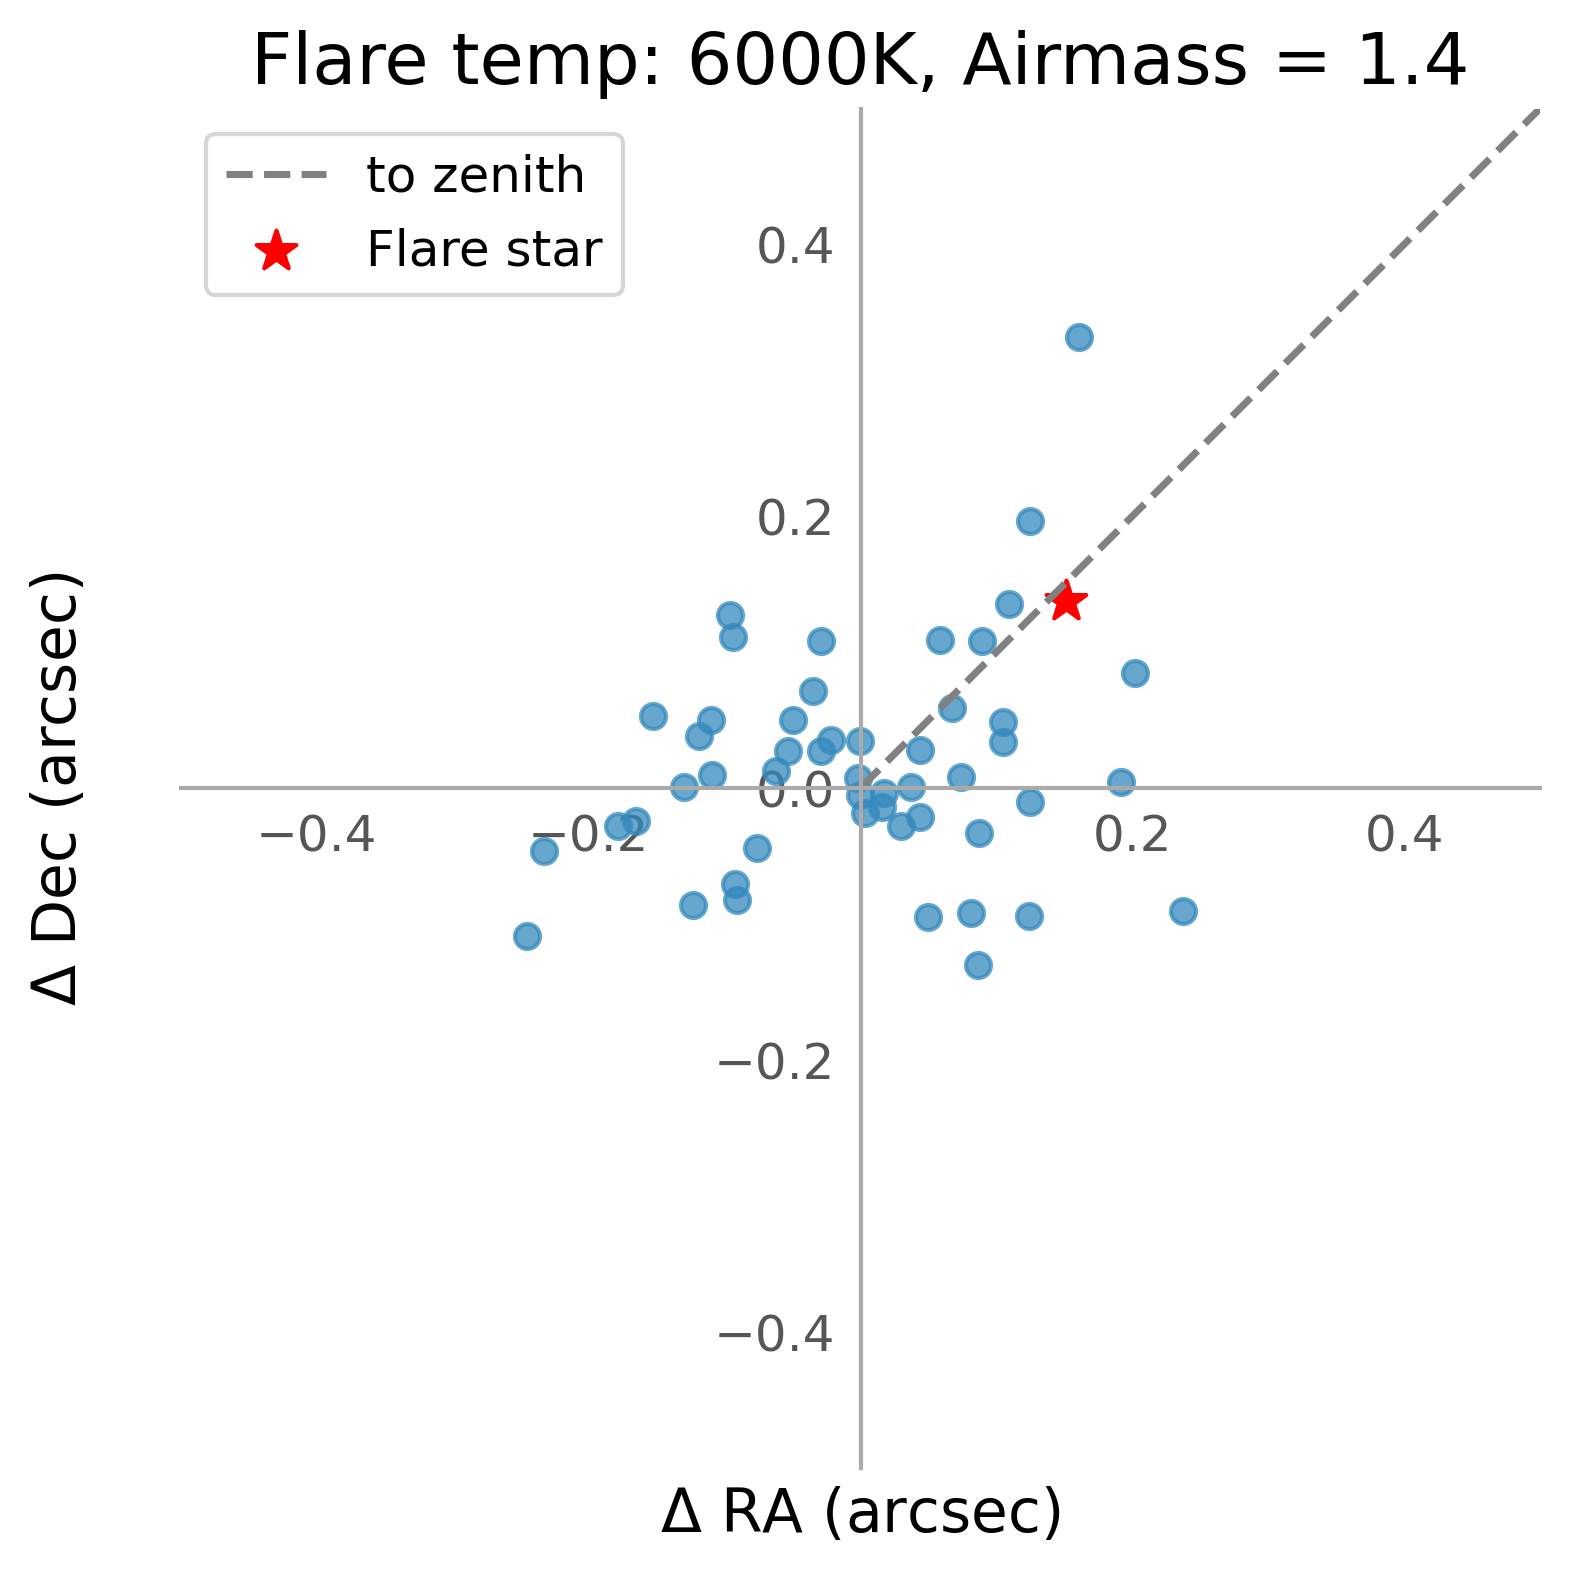 Flare temp: 6000K, Airmass = 1.4
to zenith
Flare star
0.4
0.2
0.0
−0.2
−0.4
−0.4
−0.2
0.2
0.4
Δ Dec (arcsec)
Δ RA (arcsec)